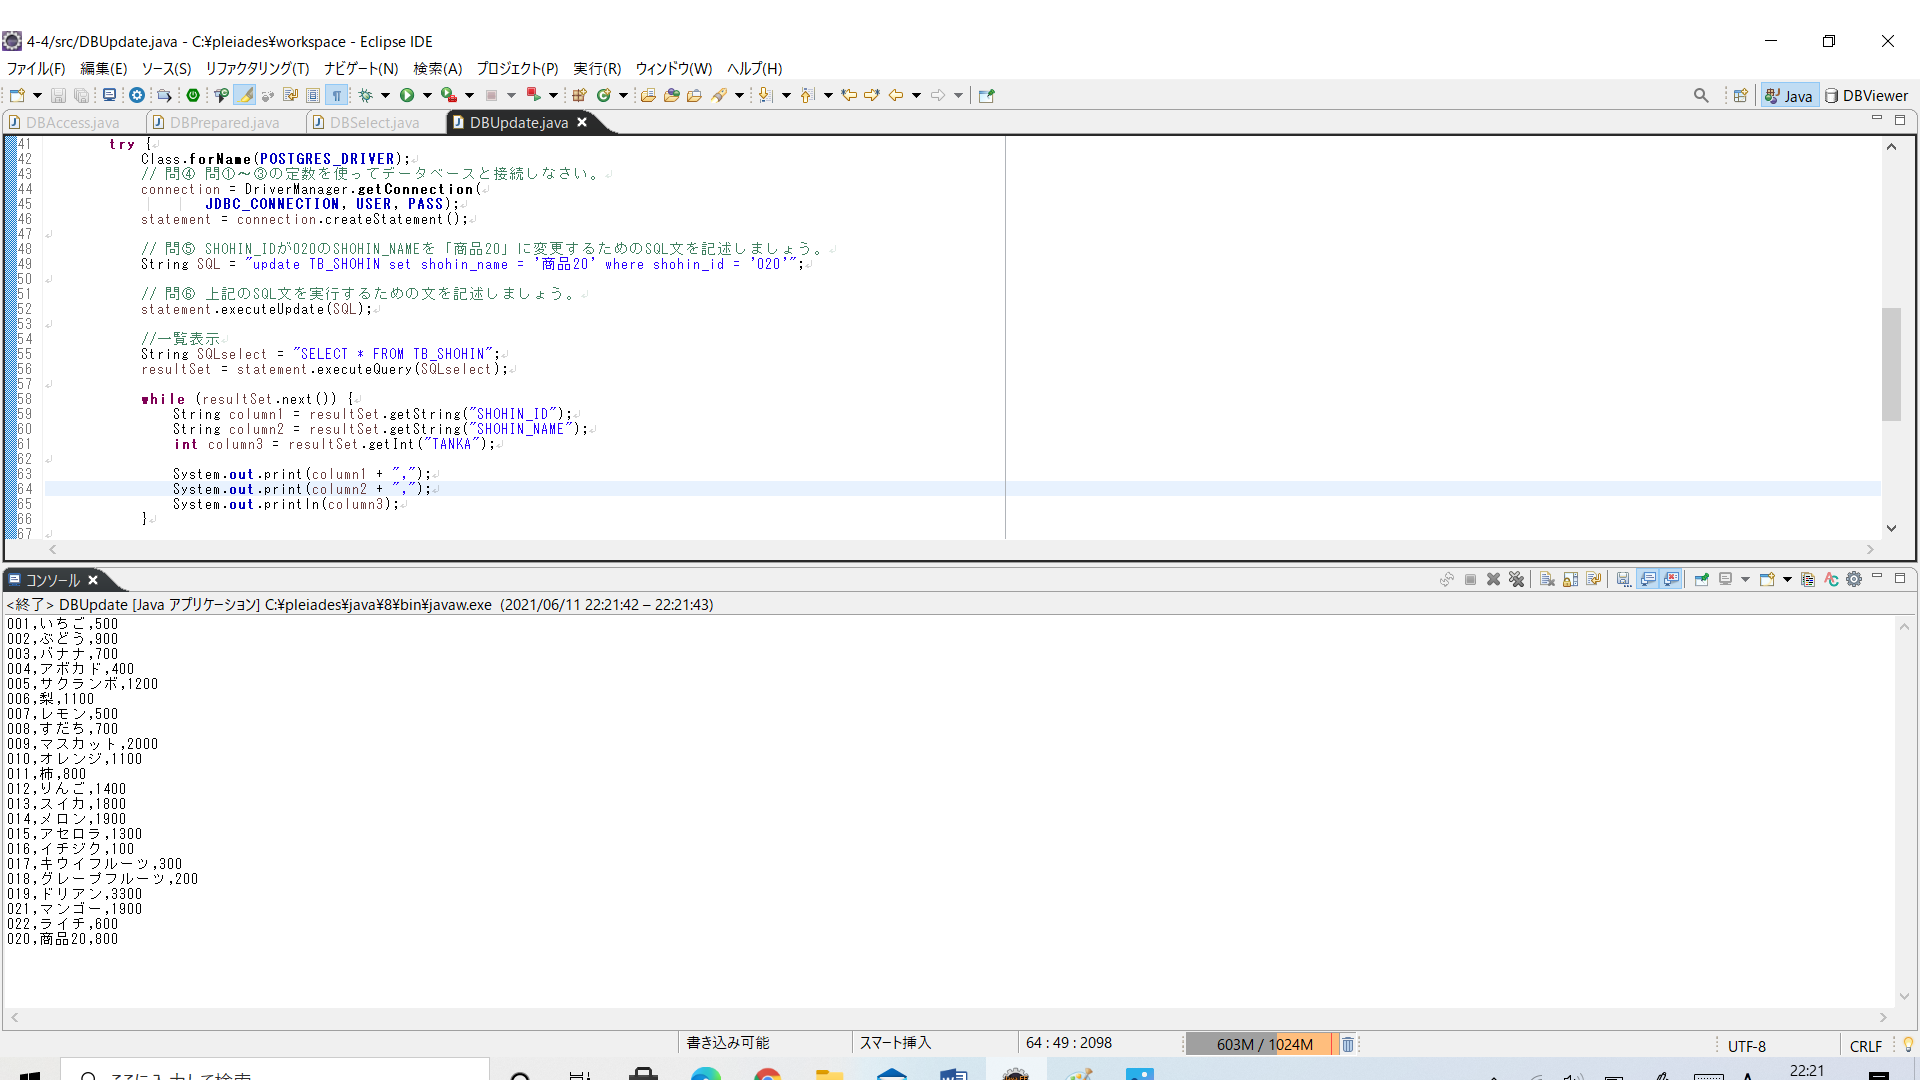 4-4/src/DBUpdate.java - C:¥pleiades¥workspace - Eclipse IDE
ファイル(F) 編集(E) ソース(S) リファクタリング(T) ナビゲート(N) 検索(A) プロジェクト(P) 実行(R) ウィンドウ(W) ヘルプ(H)
Java DBViewer
DBAccess.java DBPrepared.java DBSelect.java DBUpdate.java
41 try {
42 Class.forName(POSTGRES_DRIVER);
43 // 問④ 問①～③の定数を使ってデータベースと接続しなさい。
44 connection = DriverManager.getConnection(
45 JDBC_CONNECTION, USER, PASS);
46 statement = connection.createStatement();
47
48 // 問⑤ SHOHIN_IDが020のSHOHIN_NAMEを「商品20」に変更するためのSQL文を記述しましょう。
49 String SQL = "update TB_SHOHIN set shohin_name = '商品20' where shohin_id = '020'";
50
51 // 問⑥ 上記のSQL文を実行するための文を記述しましょう。
52 statement.executeUpdate(SQL);
53
54 //一覧表示
55 String SQLselect = "SELECT * FROM TB_SHOHIN";
56 resultSet = statement.executeQuery(SQLselect);
57
58 while (resultSet.next()) {
59 String column1 = resultSet.getString("SHOHIN_ID");
60 String column2 = resultSet.getString("SHOHIN_NAME");
61 int column3 = resultSet.getInt("TANKA");
62
63 System.out.print(column1 + ",");
64 System.out.print(column2 + ",");
65 System.out.println(column3);
66 }
67
コンソール
<終了> DBUpdate [Java アプリケーション] C:¥pleiades¥java¥8¥bin¥javaw.exe (2021/06/11 22:21:42 – 22:21:43)
001,いちご,500
002,ぶどう,900
003,バナナ,700
004,アボカド,400
005,サクランボ,1200
006,梨,1100
007,レモン,500
008,すだち,700
009,マスカット,2000
010,オレンジ,1100
011,柿,800
012,りんご,1400
013,スイカ,1800
014,メロン,1900
015,アセロラ,1300
016,イチジク,100
017,キウイフルーツ,300
018,グレープフルーツ,200
019,ドリアン,3300
021,マンゴー,1900
022,ライチ,600
020,商品20,800
書き込み可能 スマート挿入 64 : 49 : 2098 603M / 1024M UTF-8 CRLF
ここに入力して検索 22:21